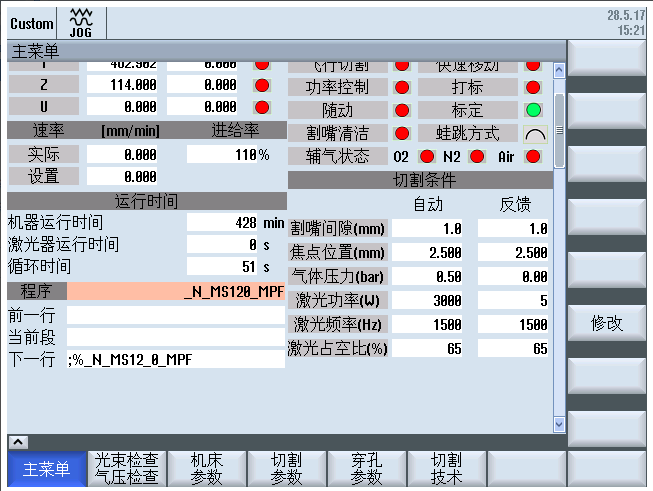 Custom JOG 28.5.17
15:21
主菜单
Y 402.902 0.000 飞行切割 快速移动
Z 114.000 0.000 功率控制 打标
U 0.000 0.000 随动 标定
速率 [mm/min] 进给率 割嘴清洁 蛙跳方式
实际 0.000 110% 辅气状态 O2 N2 Air
设置 0.000
切割条件
运行时间
自动 反馈
机器运行时间 428 min
割嘴间隙(mm) 1.0 1.0
激光器运行时间 0 s
焦点位置(mm) 2.500 2.500
循环时间 51 s
气体压力(bar) 0.50 0.00
程序 _N_MS120_MPF
激光功率(W) 3000 5
前一行
激光频率(Hz) 1500 1500
修改
当前段
激光占空比(%) 65 65
下一行 ;%_N_MS12_0_MPF
主菜单 光束检查 机床 切割 穿孔 切割
气压检查 参数 参数 参数 技术